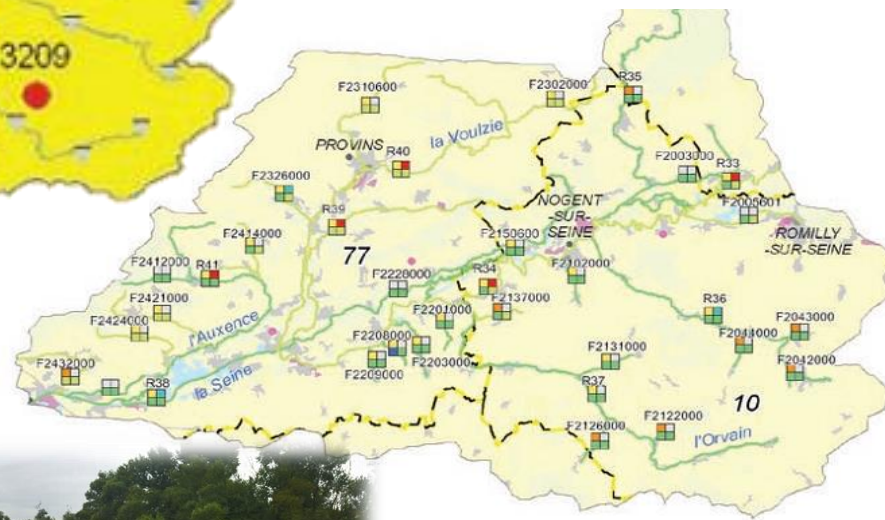 3209
F2310600
F2302000
R35
PROVINS
R40
la Voulzie
F2003000
R33
F2326000
F2005601
R39
NOGENT
-SUR-
SEINE
ROMILLY
-SUR-SEINE
F2414000
F2150600
77
F2412000
R41
F2220000
R34
F2102000
F2421000
F2137000
R36
F2424000
l'Auxence
F2201000
F2043000
F2044000
F2208000
F2432000
F2209000
F2203000
F2131000
F2042000
R38
la Seine
R37
10
F2126000
F2122000
l'Orvain